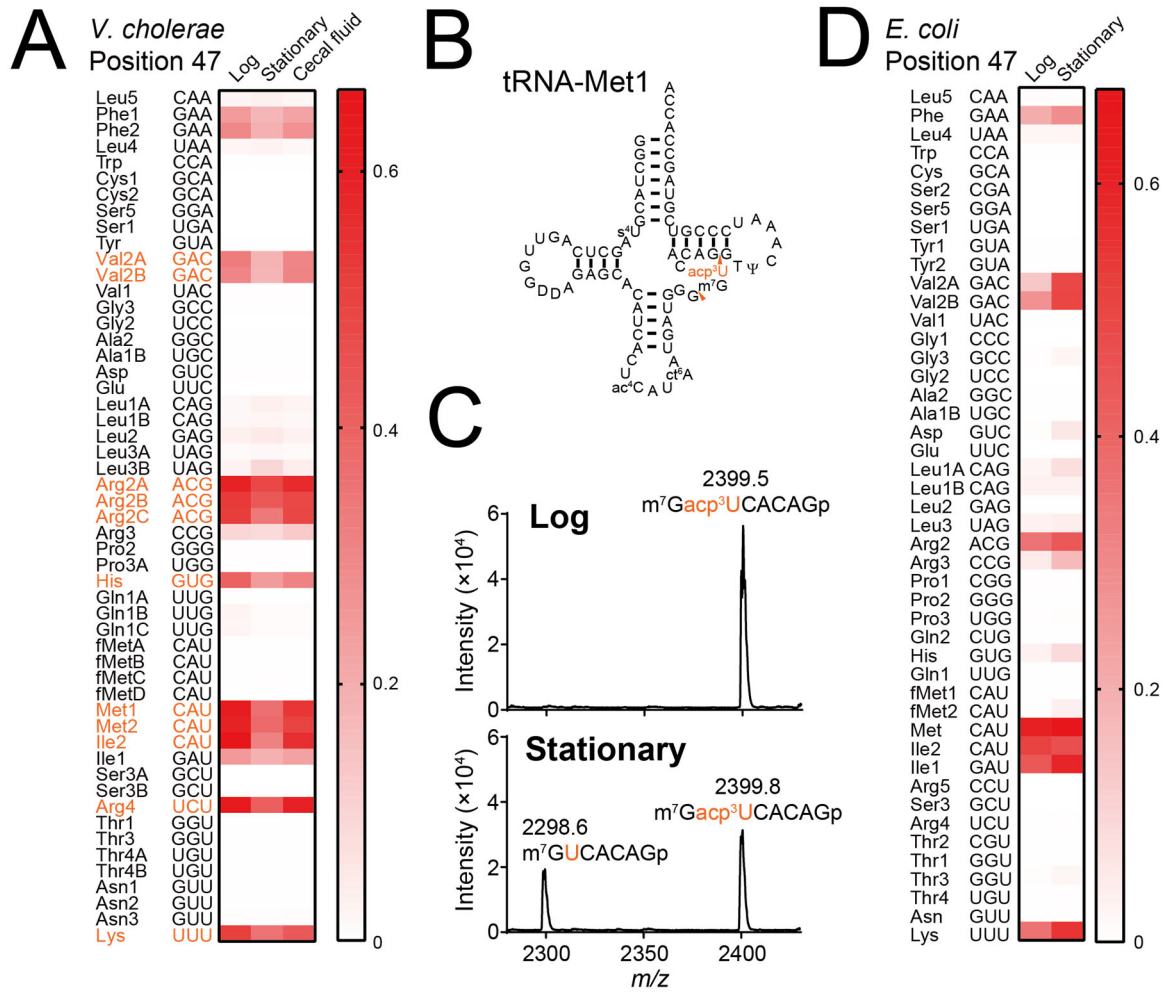 A
V. cholerae
Position 47
Log
Stationary
Cecal fluid
Leu5 CAA
Phe1 GAA
Phe2 GAA
Leu4 UAA
Trp CCA
Cys1 GCA
Cys2 GCA
Ser5 GGA
Ser1 UGA
Tyr GUA
Val2A GAC
Val2B GAC
Val1 UAC
Gly3 GCC
Gly2 UCC
Ala2 GGC
Ala1B UGC
Asp GUC
Glu UUC
Leu1A CAG
Leu1B CAG
Leu2 GAG
Leu3A UAG
Leu3B UAG
Arg2A ACG
Arg2B ACG
Arg2C ACG
Arg3 CCG
Pro2 GGG
Pro3A UGG
His GUG
Gln1A UUG
Gln1B UUG
Gln1C UUG
fMetA CAU
fMetB CAU
fMetC CAU
fMetD CAU
Met1 CAU
Met2 CAU
Ile2 CAU
Ile1 GAU
Ser3A GCU
Ser3B GCU
Arg4 UCU
Thr1 GGU
Thr3 GGU
Thr4A UGU
Thr4B UGU
Asn1 GUU
Asn2 GUU
Asn3 GUU
Lys UUU
0.6
0.4
0.2
0
B
tRNA-Met1
s⁴U
ac⁴C
ct⁶A
m⁷G
acp³U
TΨ
C
Log
2399.5
m⁷Gacp³UCACAGp
Intensity (×10⁴)
6
4
2
0
Stationary
2399.8
m⁷Gacp³UCACAGp
2298.6
m⁷GUCACAGp
Intensity (×10⁴)
6
4
2
0
2300 2350 2400
m/z
D
E. coli
Position 47
Log
Stationary
Leu5 CAA
Phe GAA
Leu4 UAA
Trp CCA
Cys GCA
Ser2 CGA
Ser5 GGA
Ser1 UGA
Tyr1 GUA
Tyr2 GUA
Val2A GAC
Val2B GAC
Val1 UAC
Gly1 CCC
Gly3 GCC
Gly2 UCC
Ala2 GGC
Ala1B UGC
Asp GUC
Glu UUC
Leu1A CAG
Leu1B CAG
Leu2 GAG
Leu3 UAG
Arg2 ACG
Arg3 CCG
Pro1 CGG
Pro2 GGG
Pro3 UGG
Gln2 CUG
His GUG
Gln1 UUG
fMet1 CAU
fMet2 CAU
Met CAU
Ile2 CAU
Ile1 GAU
Arg5 CCU
Ser3 GCU
Arg4 UCU
Thr2 CGU
Thr1 GGU
Thr3 GGU
Thr4 UGU
Asn GUU
Lys UUU
0.6
0.4
0.2
0